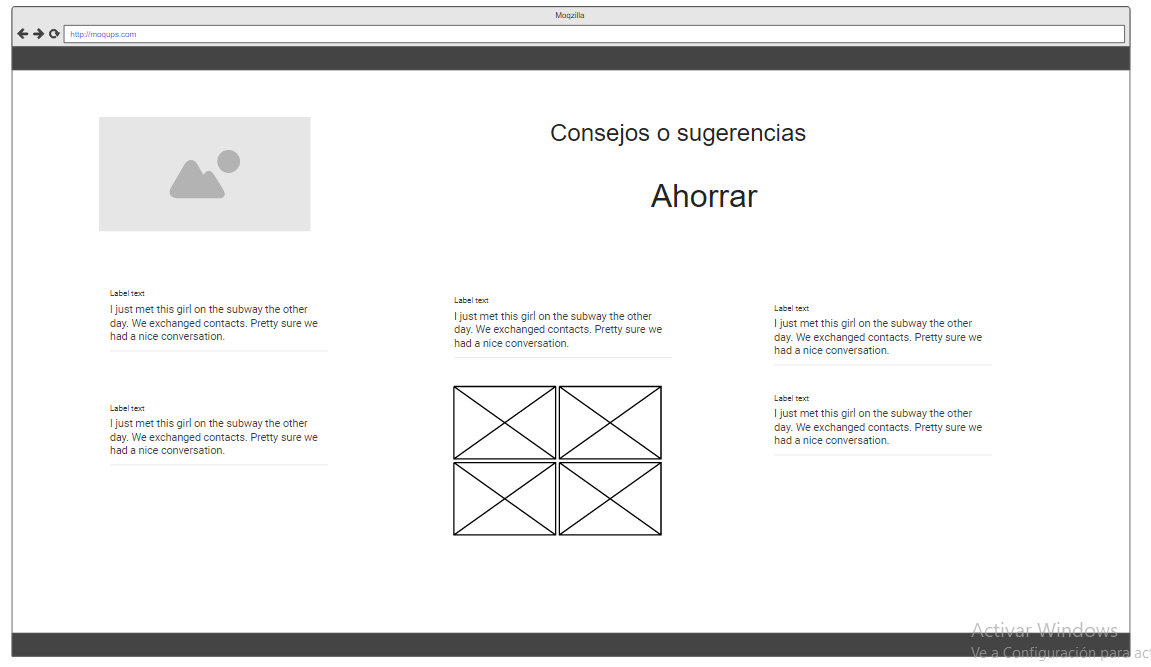 Moqzilla
http://moqups.com
Consejos o sugerencias
Ahorrar
Label text
I just met this girl on the subway the other
day. We exchanged contacts. Pretty sure we
had a nice conversation.
Label text
I just met this girl on the subway the other
day. We exchanged contacts. Pretty sure we
had a nice conversation.
Label text
I just met this girl on the subway the other
day. We exchanged contacts. Pretty sure we
had a nice conversation.
Label text
I just met this girl on the subway the other
day. We exchanged contacts. Pretty sure we
had a nice conversation.
Label text
I just met this girl on the subway the other
day. We exchanged contacts. Pretty sure we
had a nice conversation.
Activar Windows
Ve a Configuración para act